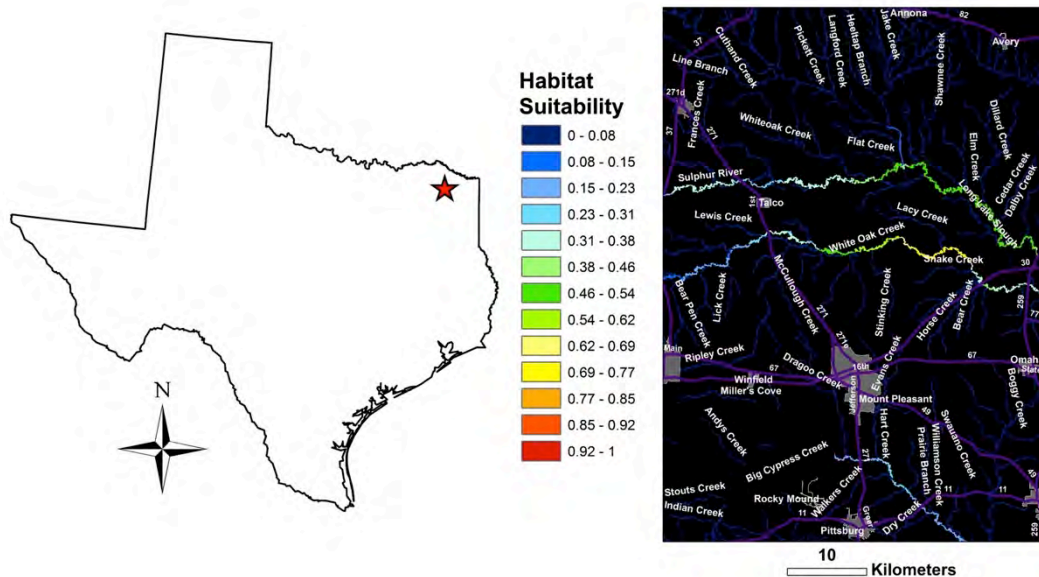 N
Habitat
Suitability
0 - 0.08
0.08 - 0.15
0.15 - 0.23
0.23 - 0.31
0.31 - 0.38
0.38 - 0.46
0.46 - 0.54
0.54 - 0.62
0.62 - 0.69
0.69 - 0.77
0.77 - 0.85
0.85 - 0.92
0.92 - 1
Annona
82
Avery
37
Cuthand Creek
Pickett Creek
Langford Creek
Heeltap Branch
Jake Creek
Shawnee Creek
Line Branch
271d
Frances Creek
37
271
Whiteoak Creek
Flat Creek
Elm Creek
Dillard Creek
Cedar Creek
Dalby Creek
Sulphur River
1st
Talco
Long Lake Slough
Lewis Creek
Lacy Creek
White Oak Creek
Snake Creek
30
259
77
Bear Pen Creek
Lick Creek
McCullough Creek
271
Stinking Creek
Horse Creek
Bear Creek
Main
Ripley Creek
67
Winfield
Miller's Cove
Dragoo Creek
271s
16th
Jefferson
Evans Creek
67
Omah
State
Boggy Creek
Mount Pleasant
49
Andys Creek
Hart Creek
Swauano Creek
Williamson Creek
Prairie Branch
49
Big Cypress Creek
271
Stouts Creek
Rocky Mound
Walkers Creek
11
11
Indian Creek
11
Greer
Dry Creek
Pittsburg
259
10
Kilometers